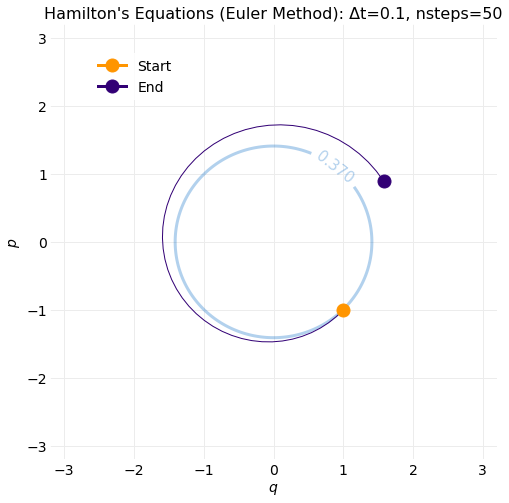 Hamilton's Equations (Euler Method): Δt=0.1, nsteps=50
3
Start
End
2
0.370
1
p
0
−1
−2
−3
−3 −2 −1 0 1 2 3
q